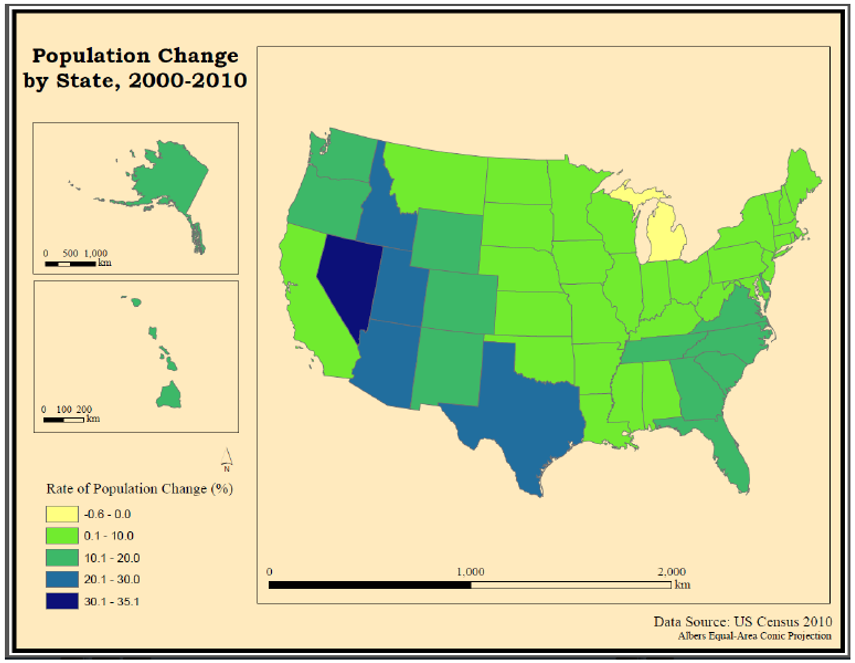 Population Change
by State, 2000-2010
0 500 1,000
km
0 100 200
km
N
Rate of Population Change (%)
-0.6 - 0.0
0.1 - 10.0
10.1 - 20.0
20.1 - 30.0
30.1 - 35.1
0 1,000 2,000
km
Data Source: US Census 2010
Albers Equal-Area Conic Projection